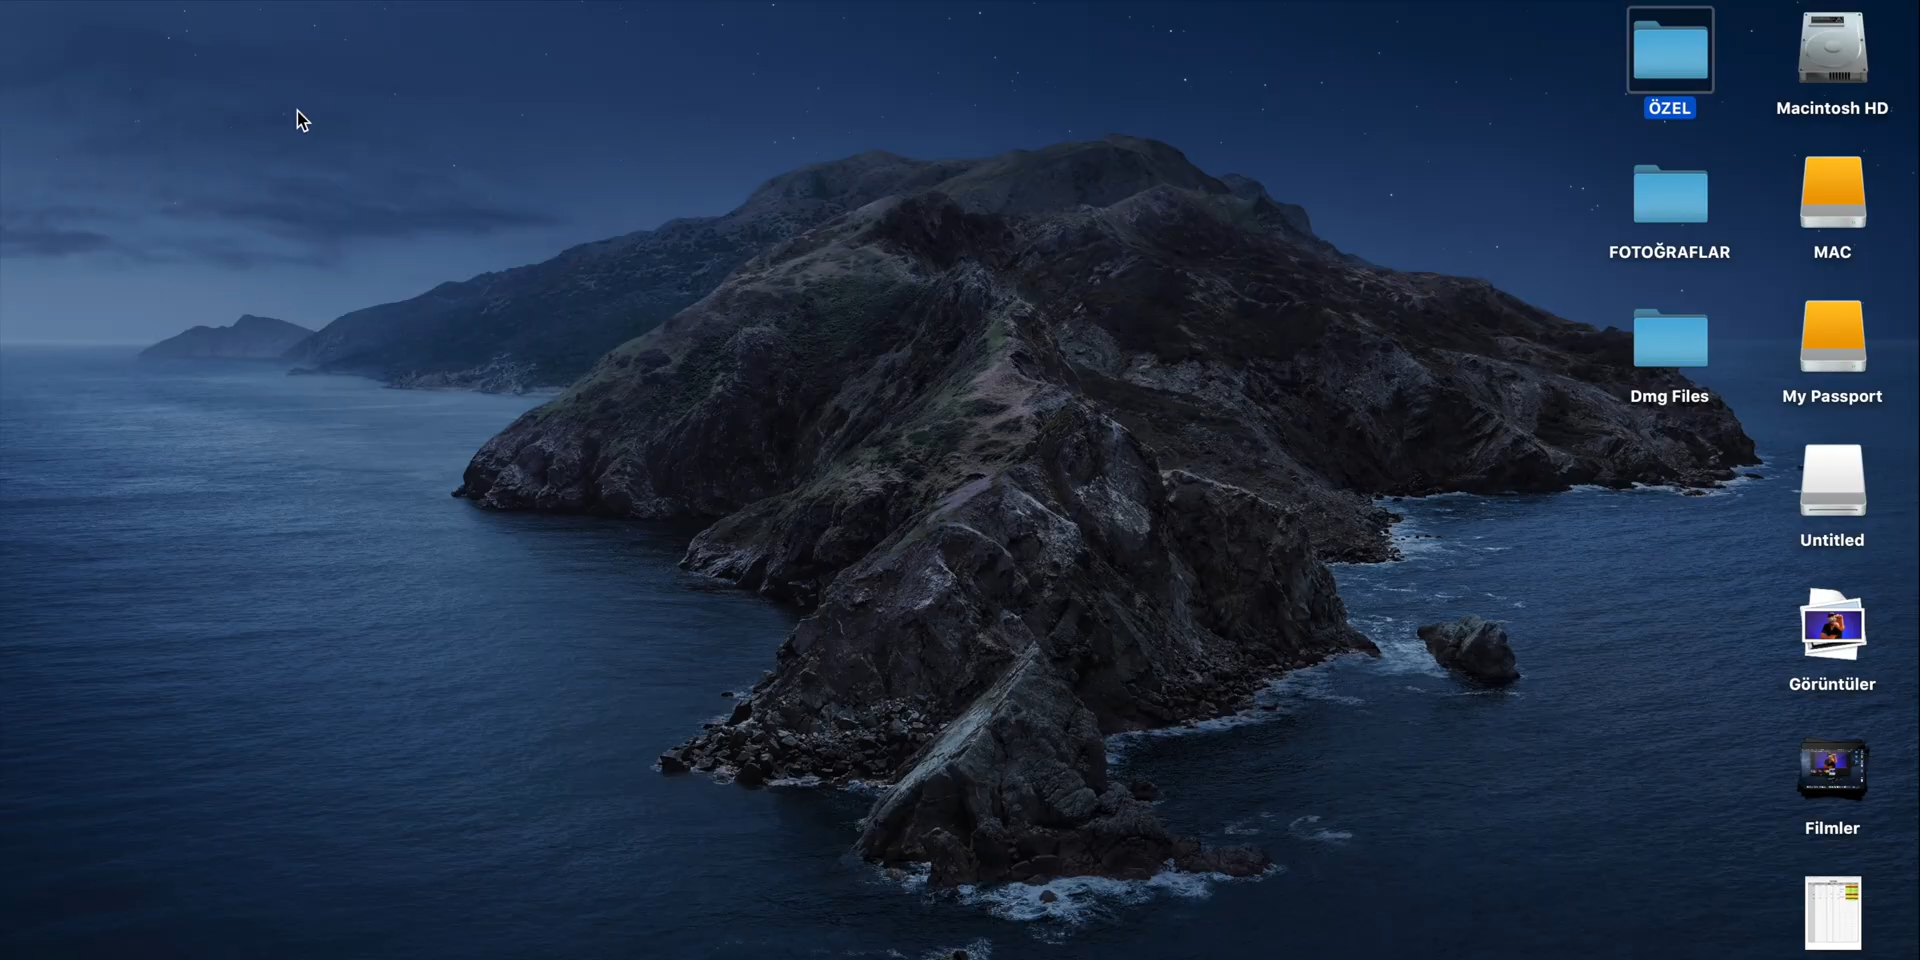 ÖZEL
Macintosh HD
FOTOĞRAFLAR
MAC
Dmg Files
My Passport
Untitled
Görüntüler
Filmler